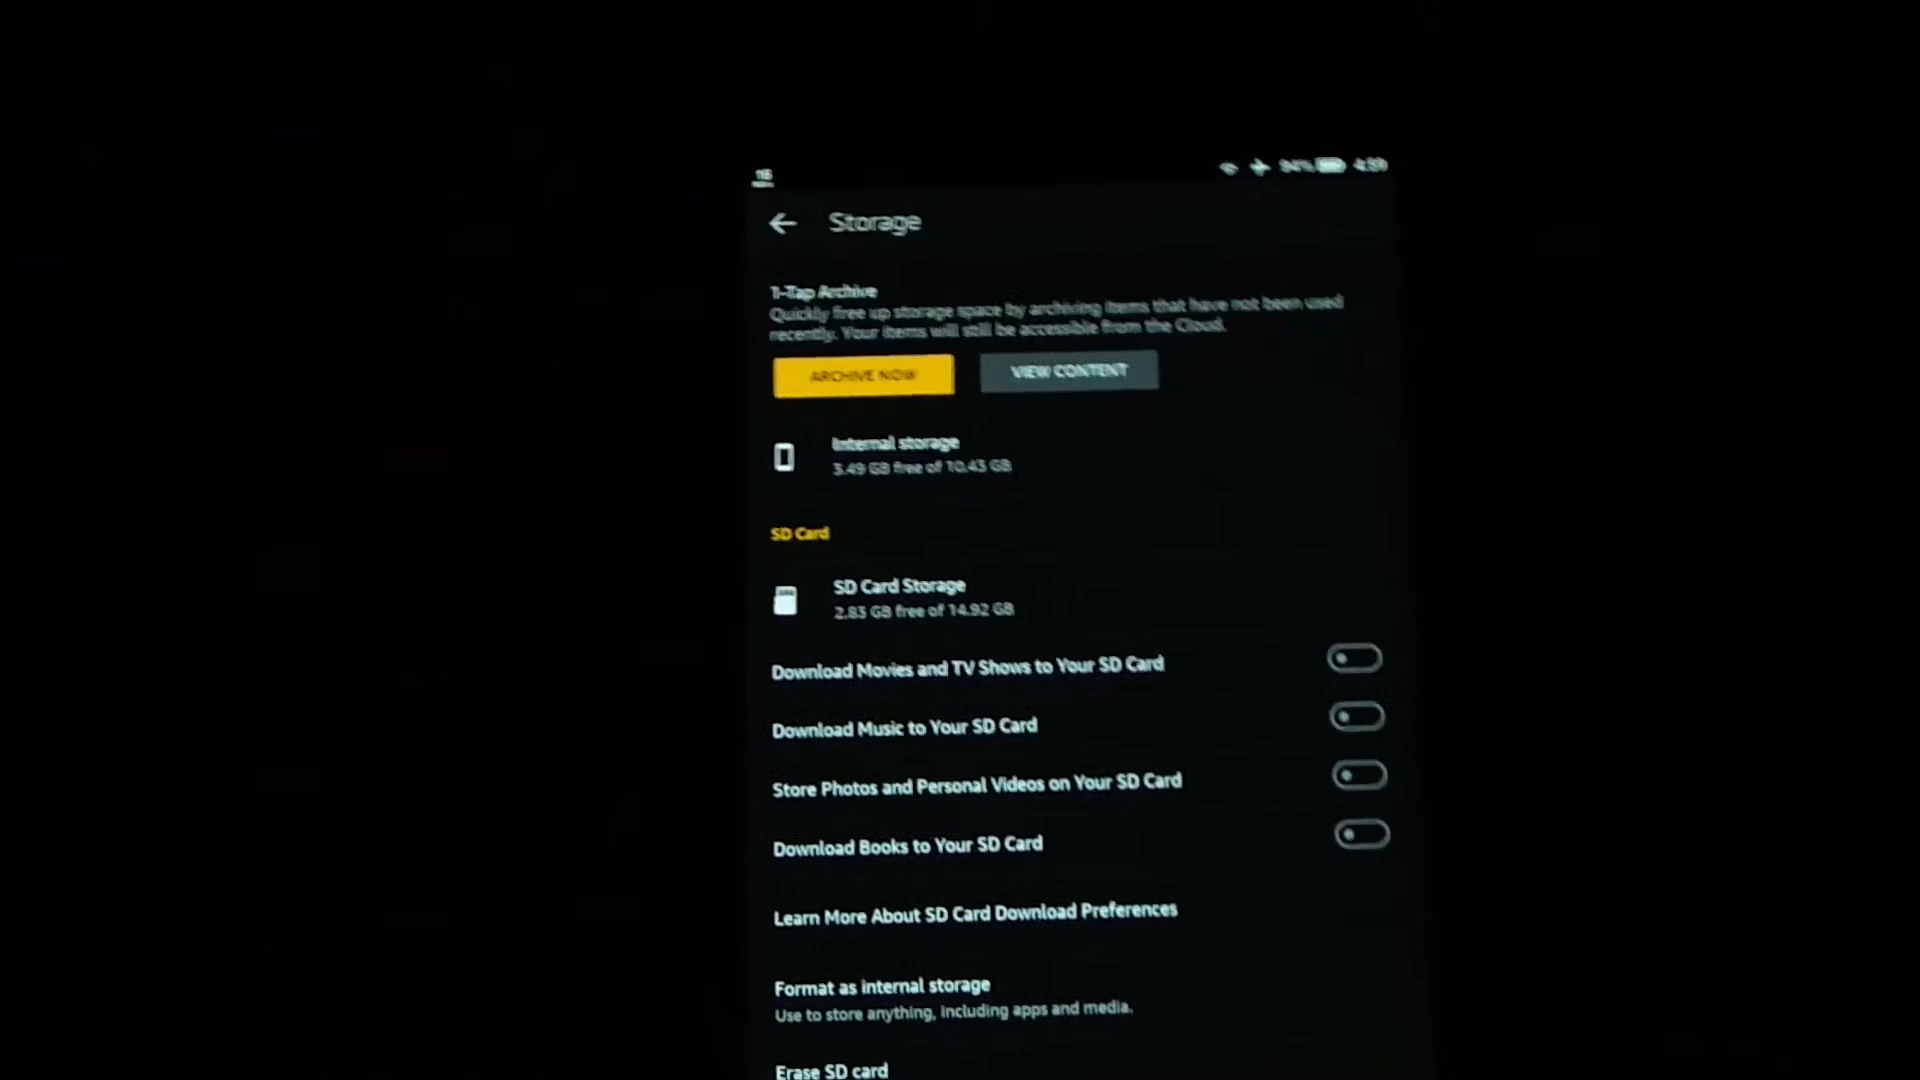 16
94% 4:59
Storage
1-Tap Archive
Quickly free up storage space by archiving items that have not been used
recently. Your items will still be accessible from the Cloud.
ARCHIVE NOW VIEW CONTENT
Internal storage
3.49 GB free of 10.43 GB
SD Card
SD Card Storage
2.83 GB free of 14.92 GB
Download Movies and TV Shows to Your SD Card
Download Music to Your SD Card
Store Photos and Personal Videos on Your SD Card
Download Books to Your SD Card
Learn More About SD Card Download Preferences
Format as internal storage
Use to store anything, including apps and media.
Erase SD card